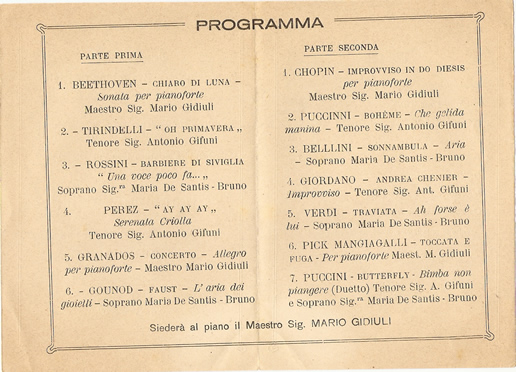 PROGRAMMA
PARTE PRIMA
1. BEETHOVEN – CHIARO DI LUNA –
Sonata per pianoforte
Maestro Sig. Mario Gidiuli
2. – TIRINDELLI – “ OH PRIMAVERA „
Tenore Sig. Antonio Gifuni
3. – ROSSINI – BARBIERE DI SIVIGLIA
“ Una voce poco fa... „
Soprano Sig.ra Maria De Santis - Bruno
4. PEREZ – “ AY AY AY „
Serenata Criolla
Tenore Sig. Antonio Gifuni
5. GRANADOS – CONCERTO – Allegro
per pianoforte – Maestro Mario Gidiuli
6. – GOUNOD – FAUST – L' aria dei
gioielli – Soprano Maria De Santis - Bruno
PARTE SECONDA
1. CHOPIN – IMPROVVISO IN DO DIESIS
per pianoforte
Maestro Sig. Mario Gidiuli
2. PUCCINNI – BOHÈME – Che gelida
manina – Tenore Sig. Antonio Gifuni
3. BELLLINI – SONNAMBULA – Aria
– Soprano Maria De Santis - Bruno
4. GIORDANO – ANDREA CHENIER –
Improvviso – Tenore Sig. Ant. Gifuni
5. VERDI – TRAVIATA – Ah forse è
lui – Soprano Maria De Santis - Bruno
6. PICK MANGIAGALLI – TOCCATA E
FUGA – Per pianoforte Maest. M. Gidiuli
7. PUCCINI – BUTTERFLY – Bimba non
piangere (Duetto) Tenore Sig. A. Gifuni
e Soprano Sig.ra Maria De Santis - Bruno
Siederà al piano il Maestro Sig. MARIO GIDIULI